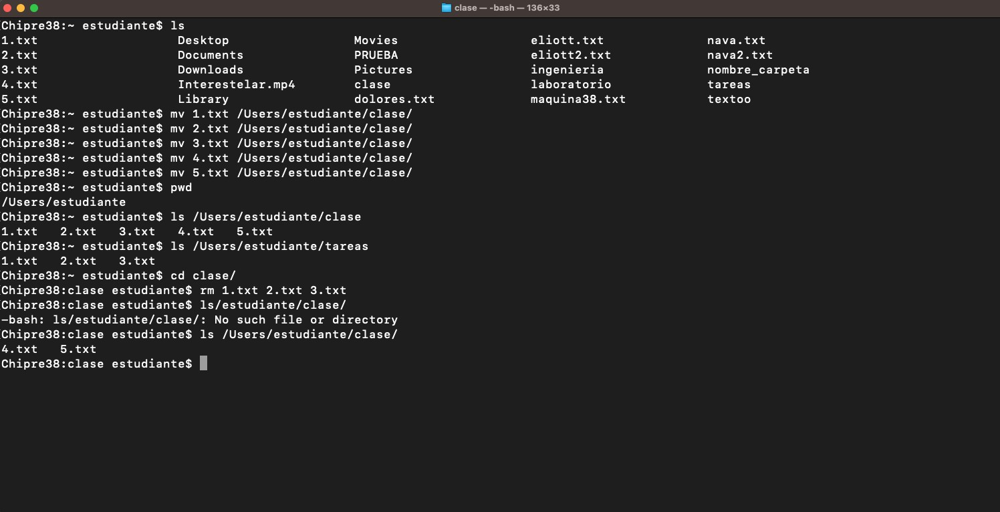 clase — -bash — 136×33
Chipre38:~ estudiante$ ls
1.txt Desktop Movies eliott.txt nava.txt
2.txt Documents PRUEBA eliott2.txt nava2.txt
3.txt Downloads Pictures ingenieria nombre_carpeta
4.txt Interestelar.mp4 clase laboratorio tareas
5.txt Library dolores.txt maquina38.txt textoo
Chipre38:~ estudiante$ mv 1.txt /Users/estudiante/clase/
Chipre38:~ estudiante$ mv 2.txt /Users/estudiante/clase/
Chipre38:~ estudiante$ mv 3.txt /Users/estudiante/clase/
Chipre38:~ estudiante$ mv 4.txt /Users/estudiante/clase/
Chipre38:~ estudiante$ mv 5.txt /Users/estudiante/clase/
Chipre38:~ estudiante$ pwd
/Users/estudiante
Chipre38:~ estudiante$ ls /Users/estudiante/clase
1.txt 2.txt 3.txt 4.txt 5.txt
Chipre38:~ estudiante$ ls /Users/estudiante/tareas
1.txt 2.txt 3.txt
Chipre38:~ estudiante$ cd clase/
Chipre38:clase estudiante$ rm 1.txt 2.txt 3.txt
Chipre38:clase estudiante$ ls/estudiante/clase/
-bash: ls/estudiante/clase/: No such file or directory
Chipre38:clase estudiante$ ls /Users/estudiante/clase/
4.txt 5.txt
Chipre38:clase estudiante$